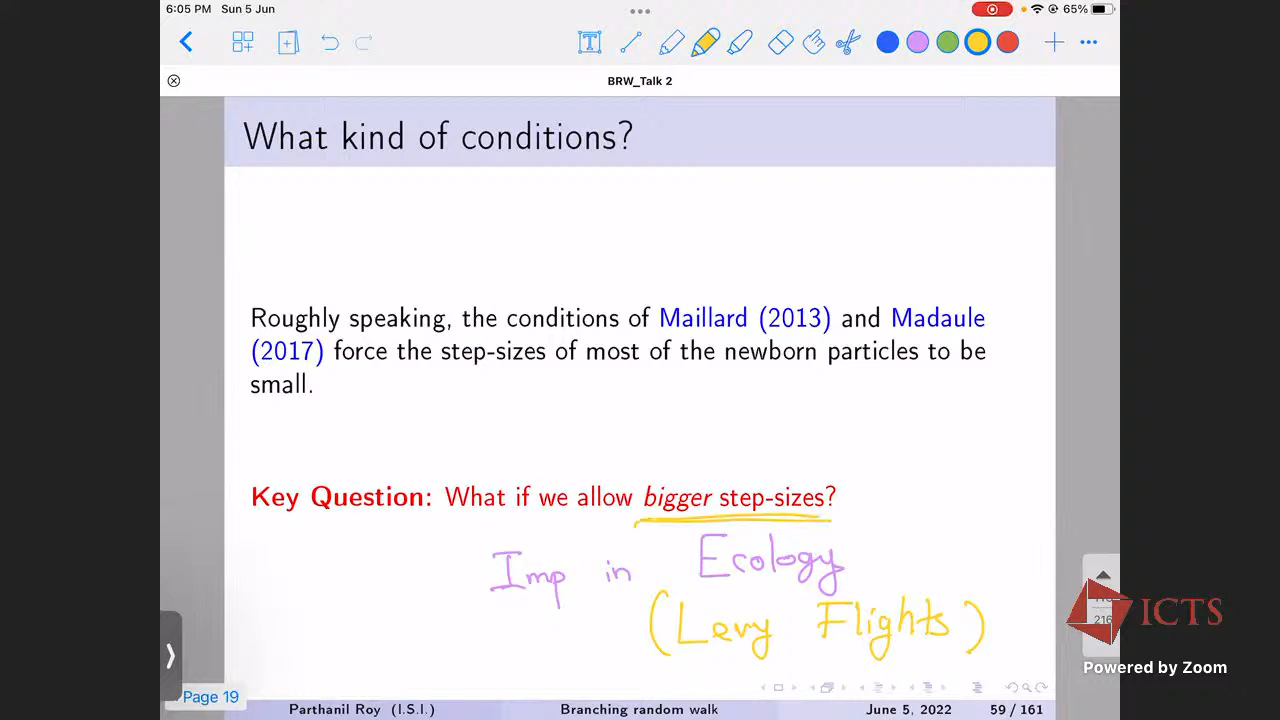 6:05 PM Sun 5 Jun
65%
BRW_Talk 2
What kind of conditions?
Roughly speaking, the conditions of Maillard (2013) and Madaule
(2017) force the step-sizes of most of the newborn particles to be
small.
Key Question: What if we allow bigger step-sizes?
Imp in Ecology
(Levy Flights)
216
ICTS
Powered by Zoom
Page 19
Parthanil Roy (I.S.I.) Branching random walk June 5, 2022 59 / 161